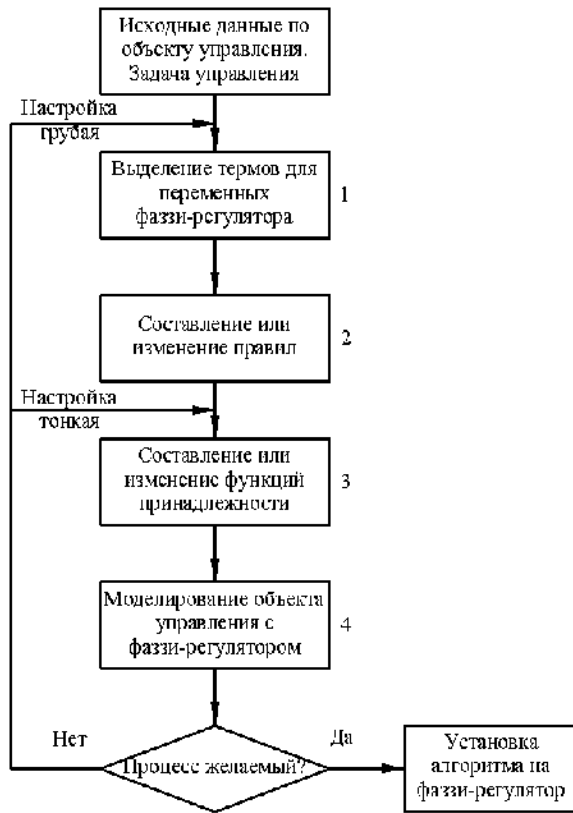 Исходные данные по
объекту управления.
Задача управления
Настройка
грубая
Выделение термов для
переменных
фаззи-регулятора
1
Составление или
изменение правил
2
Настройка
тонкая
Составление или
изменение функций
принадлежности
3
Моделирование объекта
управления с
фаззи-регулятором
4
Нет
Процесс желаемый?
Да
Установка
алгоритма на
фаззи-регулятор